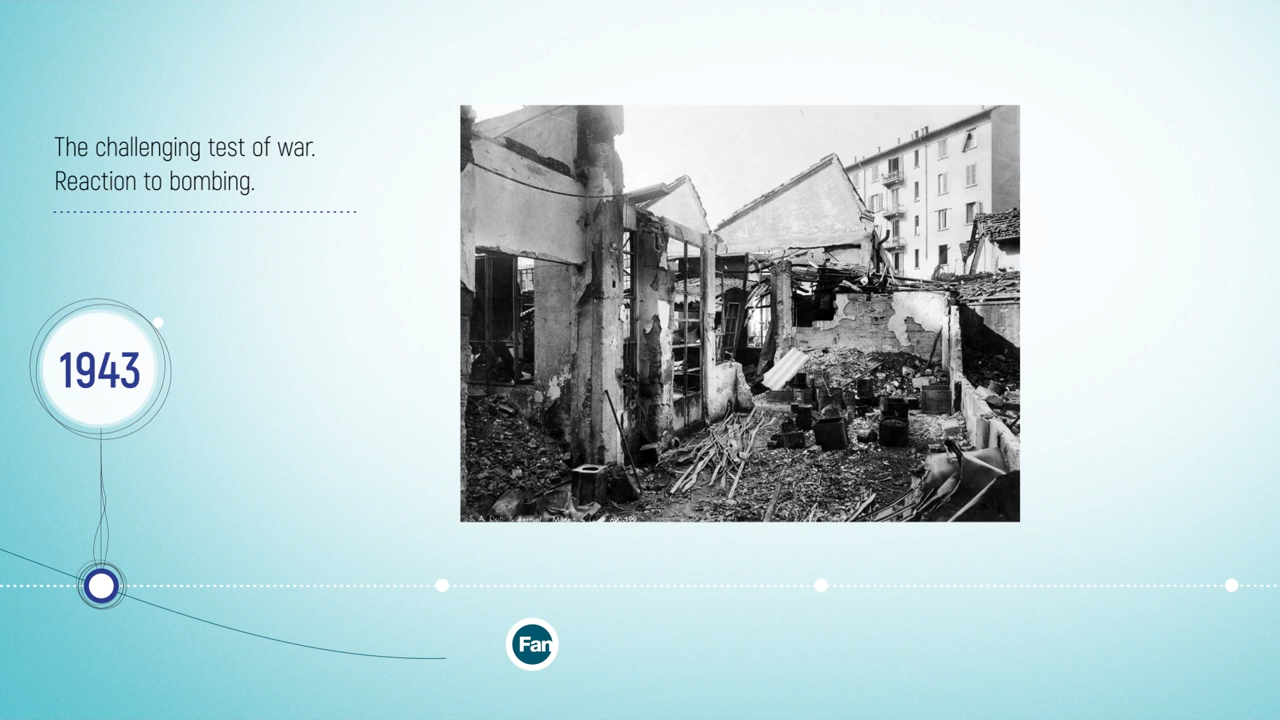 The challenging test of war.
Reaction to bombing.
1943
Fan